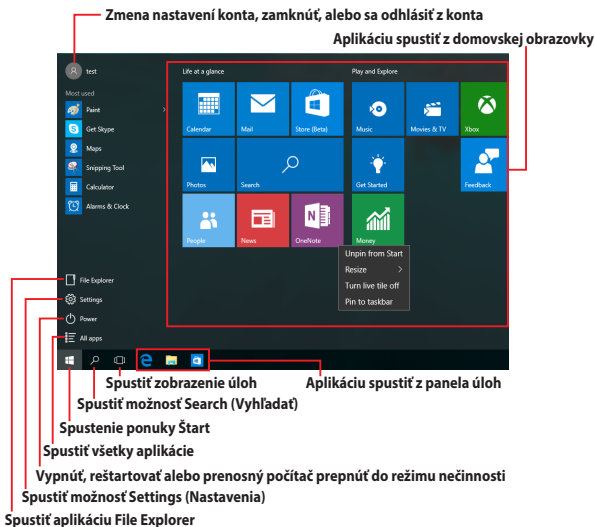 Zmena nastavení konta, zamknúť, alebo sa odhlásiť z konta
Aplikáciu spustiť z domovskej obrazovky
test
Life at a glance
Play and Explore
Most used
Paint
Get Skype
Maps
Snipping Tool
Calculator
Alarms & Clock
Calendar
Mail
Store (Beta)
Music
Movies & TV
Xbox
Photos
Search
Get Started
Feedback
People
News
OneNote
Money
Unpin from Start
Resize
Turn live tile off
Pin to taskbar
File Explorer
Settings
Power
All apps
Spustiť zobrazenie úloh
Aplikáciu spustiť z panela úloh
Spustiť možnosť Search (Vyhľadať)
Spustenie ponuky Štart
Spustiť všetky aplikácie
Vypnúť, reštartovať alebo prenosný počítač prepnúť do režimu nečinnosti
Spustiť možnosť Settings (Nastavenia)
Spustiť aplikáciu File Explorer